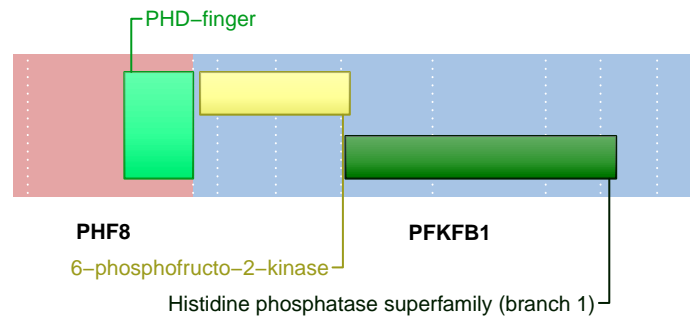 PHD−finger
PHF8
PFKFB1
6−phosphofructo−2−kinase
Histidine phosphatase superfamily (branch 1)